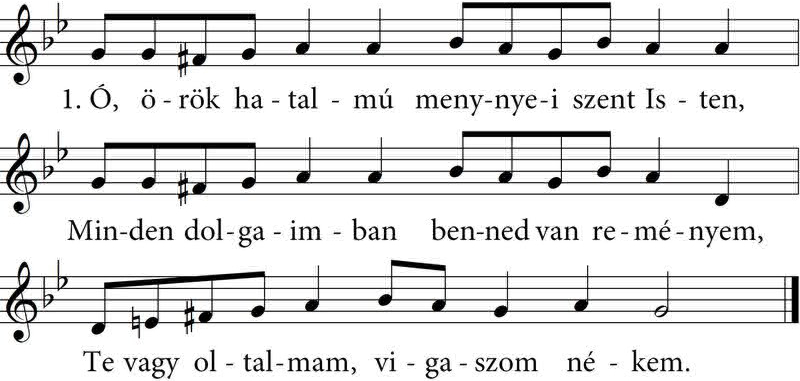 1. Ó, ö - rök ha - tal - mú meny-nye-i szent Is - ten,
Min-den dol-ga-im-ban ben-ned van re-mé-nyem,
Te vagy ol - tal-mam, vi-ga-szom né - kem.